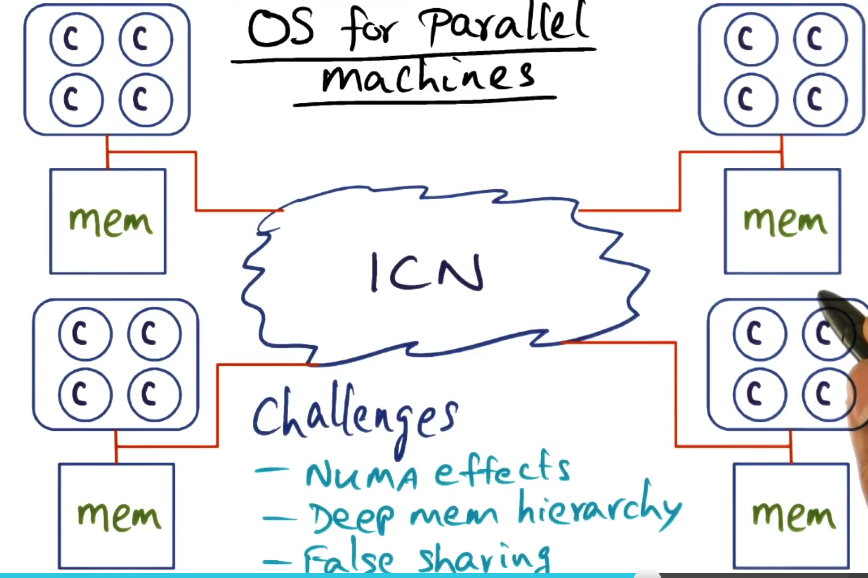 OS for Parallel
machines
C C
C C
mem
C C
C C
mem
ICN
C C
C C
mem
C C
C C
mem
Challenges
- NUMA effects
- Deep mem hierarchy
- False sharing